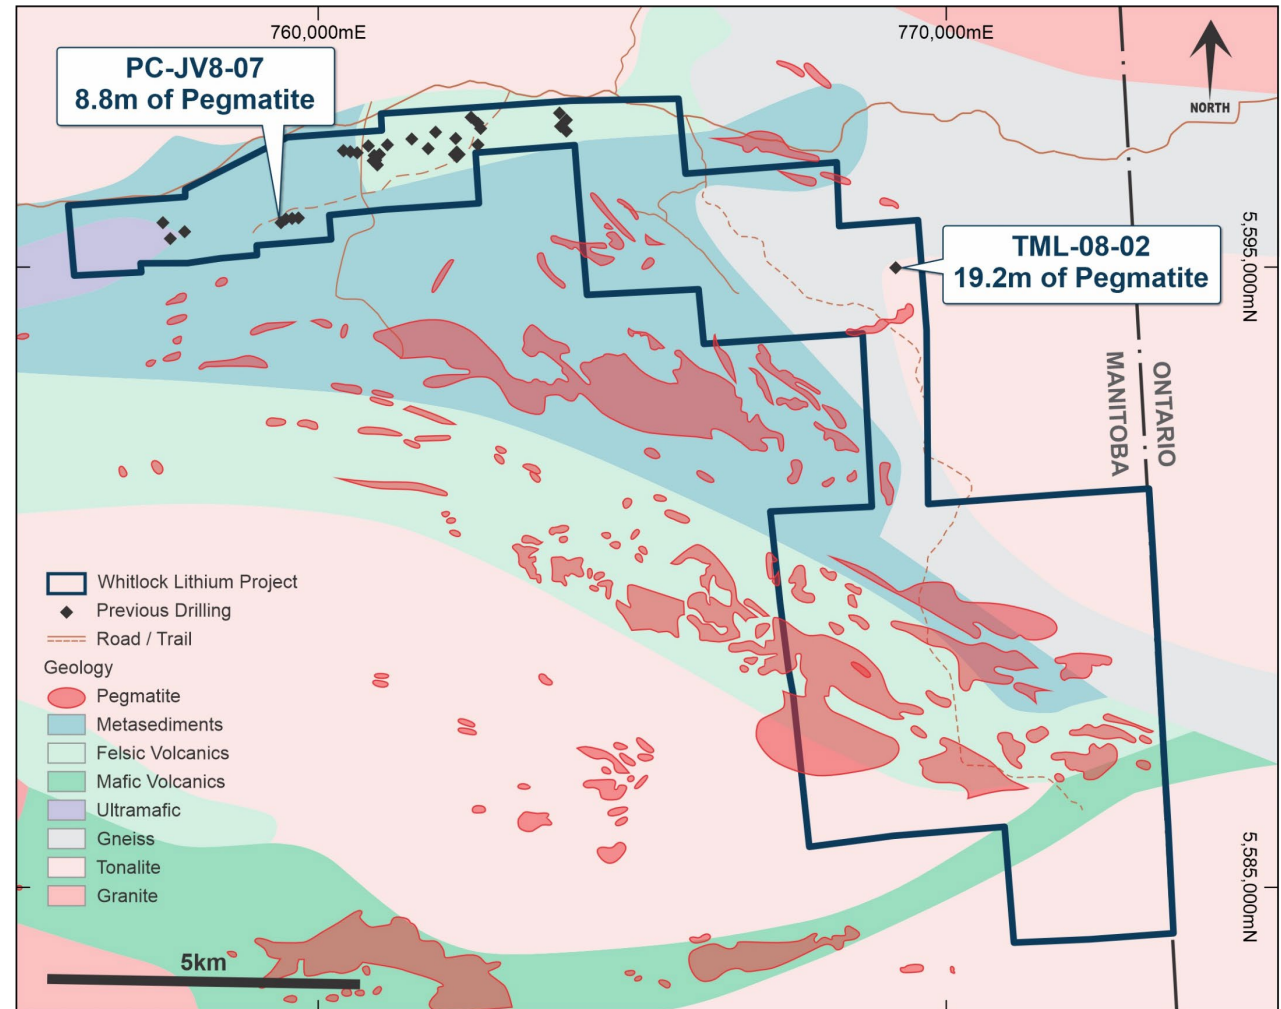 760,000mE
770,000mE
PC-JV8-07
8.8m of Pegmatite
NORTH
5,595,000mN
TML-08-02
19.2m of Pegmatite
MANITOBA
ONTARIO
Whitlock Lithium Project
Previous Drilling
Road / Trail
Geology
Pegmatite
Metasediments
Felsic Volcanics
Mafic Volcanics
Ultramafic
Gneiss
Tonalite
Granite
5,585,000mN
5km